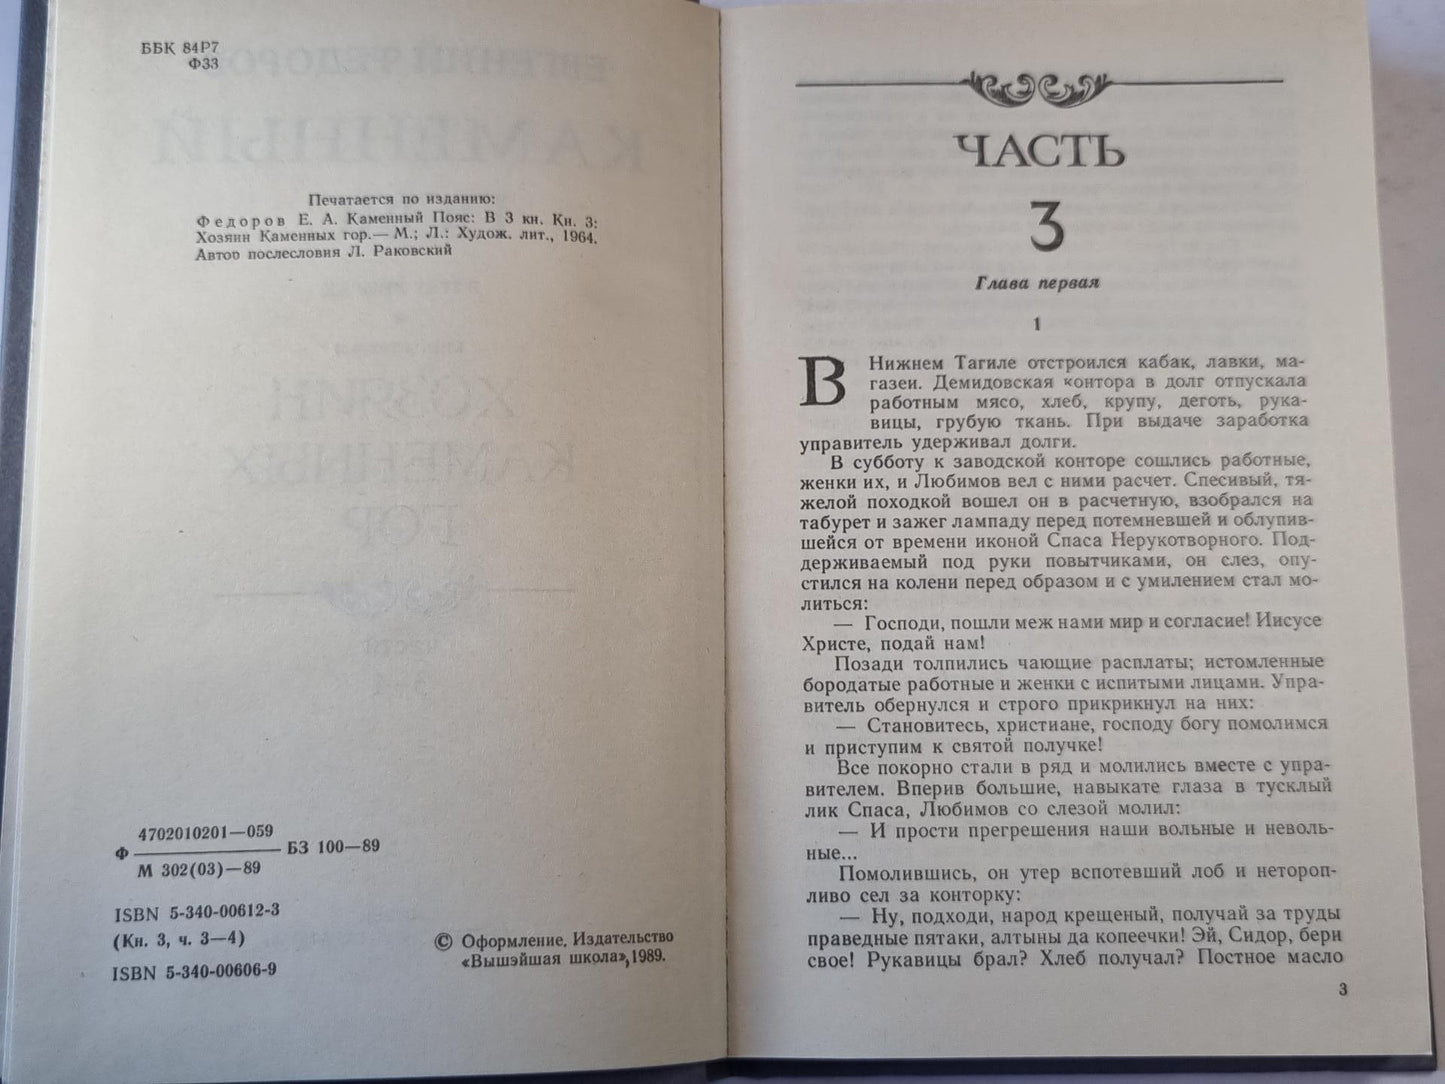 ББК 84Р7
Ф33
Печатается по изданию:
Федоров Е. А. Каменный Пояс: В 3 кн. Кн. 3:
Хозяин Каменных гор.— М.; Л.: Худож. лит., 1964.
Автор послесловия Л. Раковский
Ф 4702010201—059 БЗ 100—89
М 302(03)—89
ISBN 5-340-00612-3
(Кн. 3, ч. 3—4)
ISBN 5-340-00606-9
© Оформление. Издательство
«Вышэйшая школа», 1989.
ЧАСТЬ
3
Глава первая
1
В Нижнем Тагиле отстроился кабак, лавки, ма-
газеи. Демидовская контора в долг отпускала
работным мясо, хлеб, крупу, деготь, рука-
вицы, грубую ткань. При выдаче заработка
управитель удерживал долги.
В субботу к заводской конторе сошлись работные,
женки их, и Любимов вел с ними расчет. Спесивый, тя-
желой походкой вошел он в расчетную, взобрался на
табурет и зажег лампаду перед потемневшей и облупив-
шейся от времени иконой Спаса Нерукотворного. Под-
держиваемый под руки повытчиками, он слез, опу-
стился на колени перед образом и с умилением стал мо-
литься:
— Господи, пошли меж нами мир и согласие! Иисусе
Христе, подай нам!
Позади толпились чающие расплаты; истомленные
бородатые работные и женки с испитыми лицами. Упра-
витель обернулся и строго прикрикнул на них:
— Становитесь, христиане, господу богу помолимся
и приступим к святой получке!
Все покорно стали в ряд и молились вместе с упра-
вителем. Вперив большие, навыкате глаза в тусклый
лик Спаса, Любимов со слезой молил:
— И прости прегрешения наши вольные и неволь-
ные...
Помолившись, он утер вспотевший лоб и неторoп-
ливо сел за конторку:
— Ну, подходи, народ крещеный, получай за труды
праведные пятаки, алтыны да копеечки! Эй, Сидор, бери
свое! Рукавицы брал? Хлеб получал? Постное масло
3